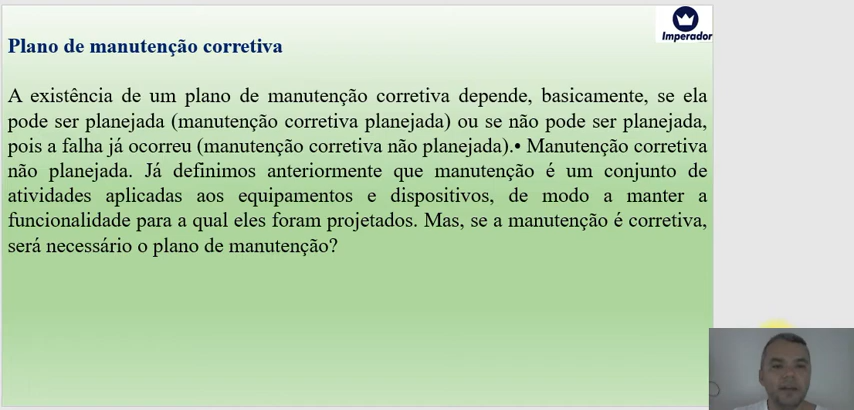 Imperador
Plano de manutenção corretiva
A existência de um plano de manutenção corretiva depende, basicamente, se ela
pode ser planejada (manutenção corretiva planejada) ou se não pode ser planejada,
pois a falha já ocorreu (manutenção corretiva não planejada).• Manutenção corretiva
não planejada. Já definimos anteriormente que manutenção é um conjunto de
atividades aplicadas aos equipamentos e dispositivos, de modo a manter a
funcionalidade para a qual eles foram projetados. Mas, se a manutenção é corretiva,
será necessário o plano de manutenção?